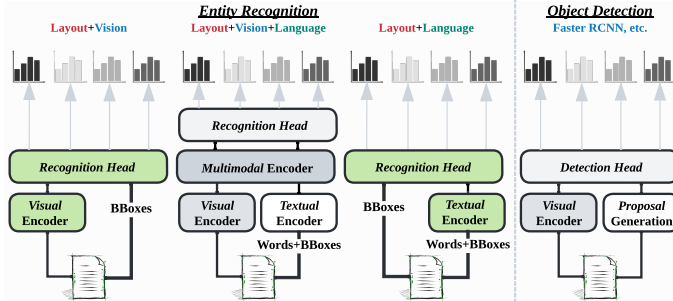 Entity Recognition
Object Detection
Layout+Vision
Layout+Vision+Language
Layout+Language
Faster RCNN, etc.
Recognition Head
Visual
Encoder
BBoxes
Recognition Head
Multimodal Encoder
Visual
Encoder
Textual
Encoder
Words+BBoxes
Recognition Head
BBoxes
Textual
Encoder
Words+BBoxes
Detection Head
Visual
Encoder
Proposal
Generation